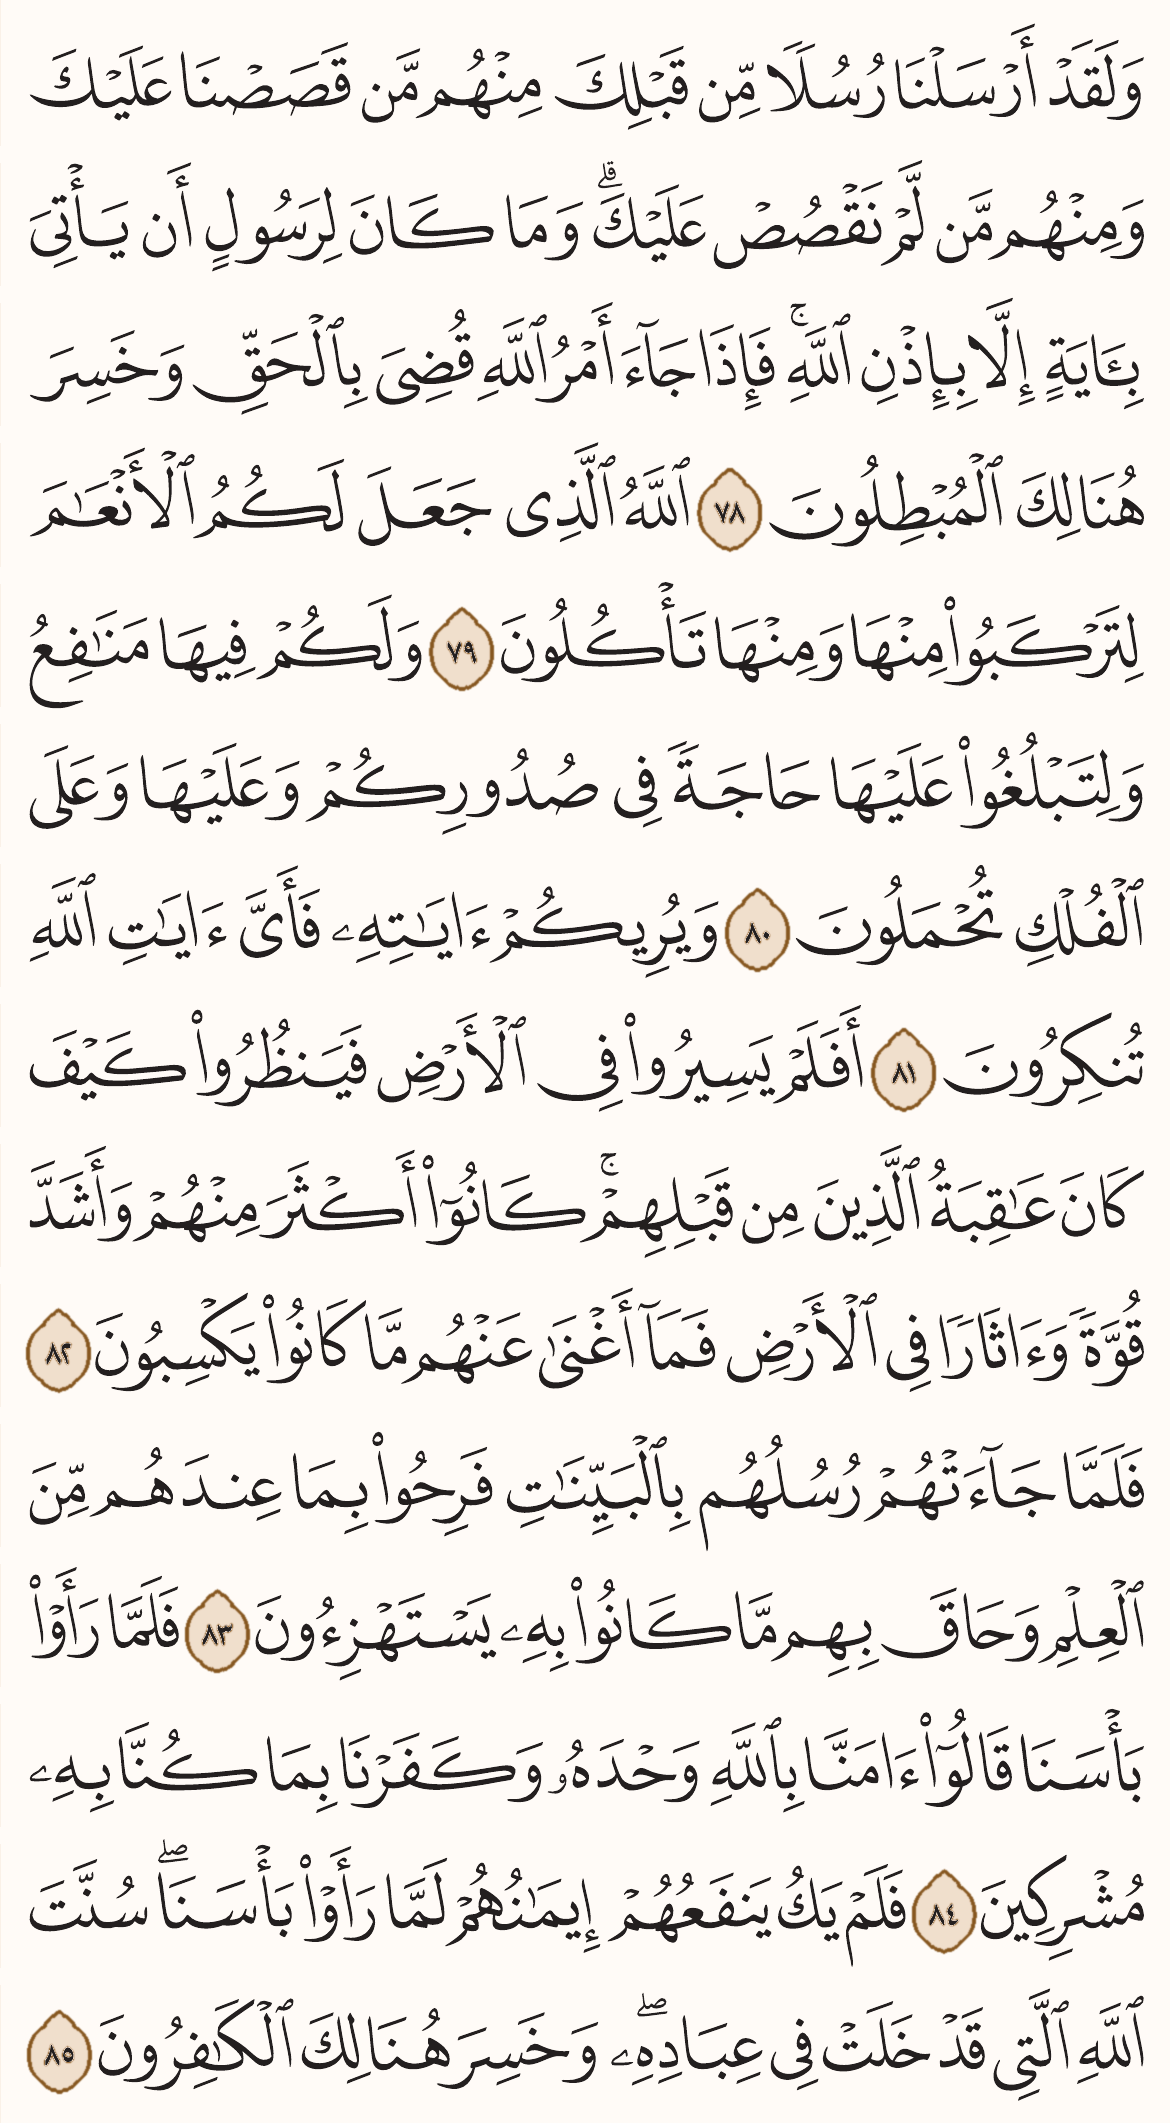 وَلَقَدْ أَرْسَلْنَا رُسُلًا مِّن قَبْلِكَ مِنْهُم مَّن قَصَصْنَا عَلَيْكَ
وَمِنْهُم مَّن لَّمْ نَقْصُصْ عَلَيْكَ ۗ وَمَا كَانَ لِرَسُولٍ أَن يَأْتِىَ
بِـَٔايَةٍ إِلَّا بِإِذْنِ ٱللَّهِ ۚ فَإِذَا جَآءَ أَمْرُ ٱللَّهِ قُضِىَ بِٱلْحَقِّ وَخَسِرَ
هُنَالِكَ ٱلْمُبْطِلُونَ ٧٨ ٱللَّهُ ٱلَّذِى جَعَلَ لَكُمُ ٱلْأَنْعَٰمَ
لِتَرْكَبُوا۟ مِنْهَا وَمِنْهَا تَأْكُلُونَ ٧٩ وَلَكُمْ فِيهَا مَنَٰفِعُ
وَلِتَبْلُغُوا۟ عَلَيْهَا حَاجَةً فِى صُدُورِكُمْ وَعَلَيْهَا وَعَلَى
ٱلْفُلْكِ تُحْمَلُونَ ٨٠ وَيُرِيكُمْ ءَايَٰتِهِۦ فَأَىَّ ءَايَٰتِ ٱللَّهِ
تُنكِرُونَ ٨١ أَفَلَمْ يَسِيرُوا۟ فِى ٱلْأَرْضِ فَيَنظُرُوا۟ كَيْفَ
كَانَ عَٰقِبَةُ ٱلَّذِينَ مِن قَبْلِهِمْ ۚ كَانُوٓا۟ أَكْثَرَ مِنْهُمْ وَأَشَدَّ
قُوَّةً وَءَاثَارًا فِى ٱلْأَرْضِ فَمَآ أَغْنَىٰ عَنْهُم مَّا كَانُوا۟ يَكْسِبُونَ ٨٢
فَلَمَّا جَآءَتْهُمْ رُسُلُهُم بِٱلْبَيِّنَٰتِ فَرِحُوا۟ بِمَا عِندَهُم مِّنَ
ٱلْعِلْمِ وَحَاقَ بِهِم مَّا كَانُوا۟ بِهِۦ يَسْتَهْزِءُونَ ٨٣ فَلَمَّا رَأَوْا۟
بَأْسَنَا قَالُوٓا۟ ءَامَنَّا بِٱللَّهِ وَحْدَهُۥ وَكَفَرْنَا بِمَا كُنَّا بِهِۦ
مُشْرِكِينَ ٨٤ فَلَمْ يَكُ يَنفَعُهُمْ إِيمَٰنُهُمْ لَمَّا رَأَوْا۟ بَأْسَنَا ۖ سُنَّتَ
ٱللَّهِ ٱلَّتِى قَدْ خَلَتْ فِى عِبَادِهِۦ ۖ وَخَسِرَ هُنَالِكَ ٱلْكَٰفِرُونَ ٨٥